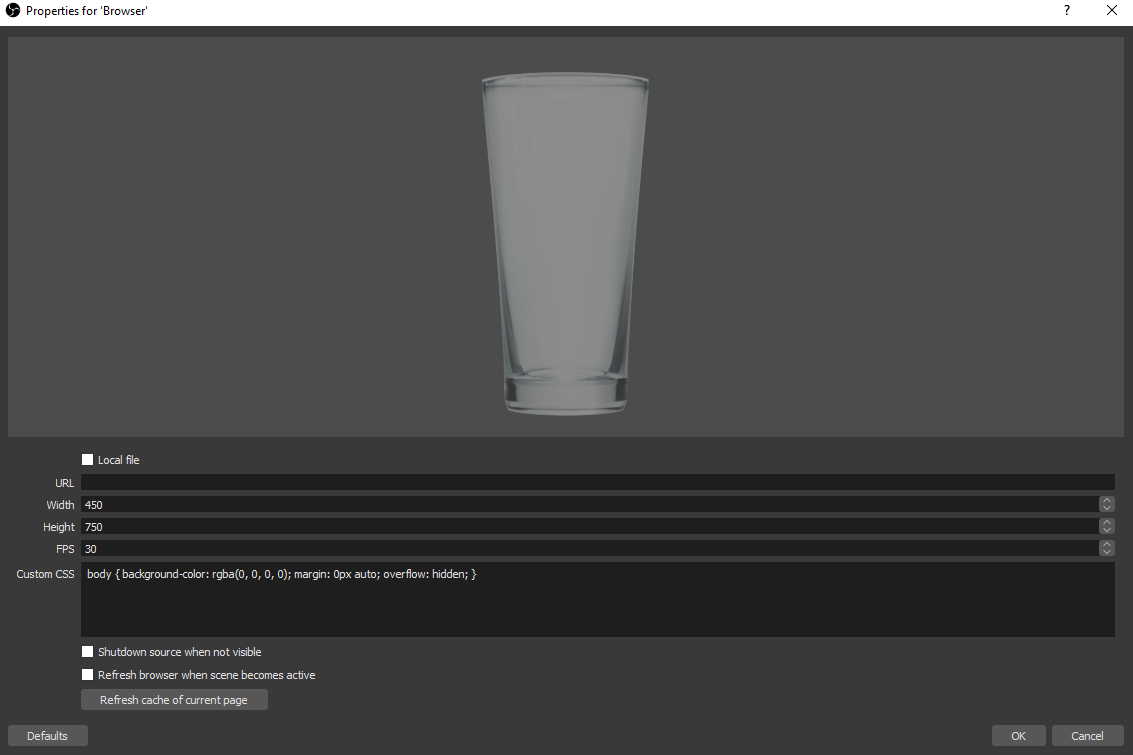 Properties for 'Browser'
?
Local file
URL
Width 450
Height 750
FPS 30
Custom CSS body { background-color: rgba(0, 0, 0, 0); margin: 0px auto; overflow: hidden; }
Shutdown source when not visible
Refresh browser when scene becomes active
Refresh cache of current page
Defaults OK Cancel